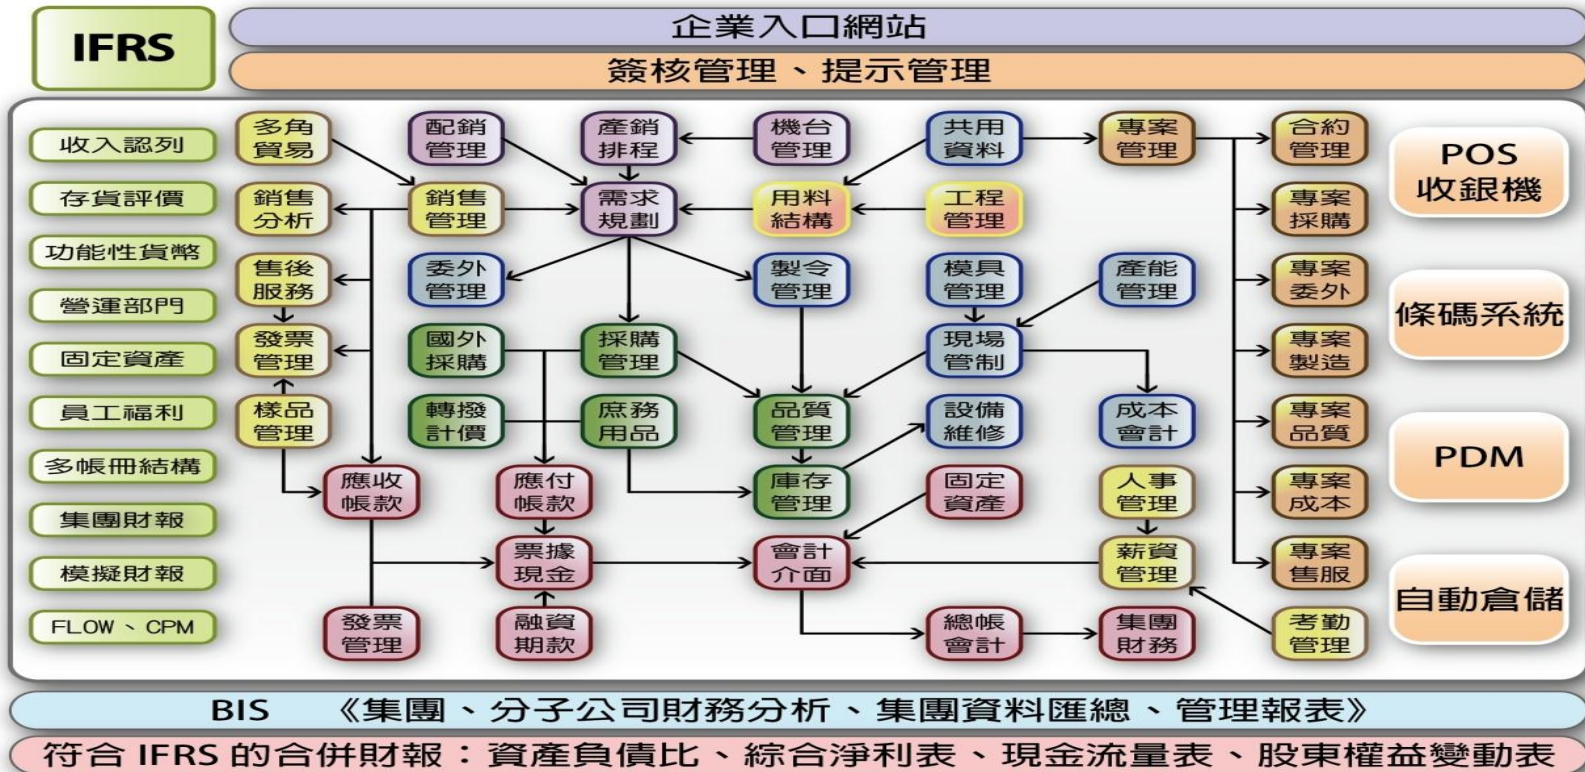 IFRS
企業入口網站
簽核管理、提示管理
收入認列
存貨評價
功能性貨幣
營運部門
固定資產
員工福利
多帳冊結構
集團財報
模擬財報
FLOW、CPM
多角
貿易
配銷
管理
產銷
排程
機台
管理
共用
資料
專案
管理
合約
管理
銷售
分析
銷售
管理
需求
規劃
用料
結構
工程
管理
專案
採購
售後
服務
委外
管理
製令
管理
模具
管理
產能
管理
專案
委外
發票
管理
國外
採購
採購
管理
現場
管制
專案
製造
樣品
管理
轉撥
計價
庶務
用品
品質
管理
設備
維修
成本
會計
專案
品質
應收
帳款
應付
帳款
庫存
管理
固定
資產
人事
管理
專案
成本
票據
現金
會計
介面
薪資
管理
專案
售服
發票
管理
融資
期款
總帳
會計
集團
財務
考勤
管理
POS
收銀機
條碼系統
PDM
自動倉儲
BIS 《集團、分子公司財務分析、集團資料匯總、管理報表》
符合 IFRS 的合併財報：資產負債比、綜合淨利表、現金流量表、股東權益變動表